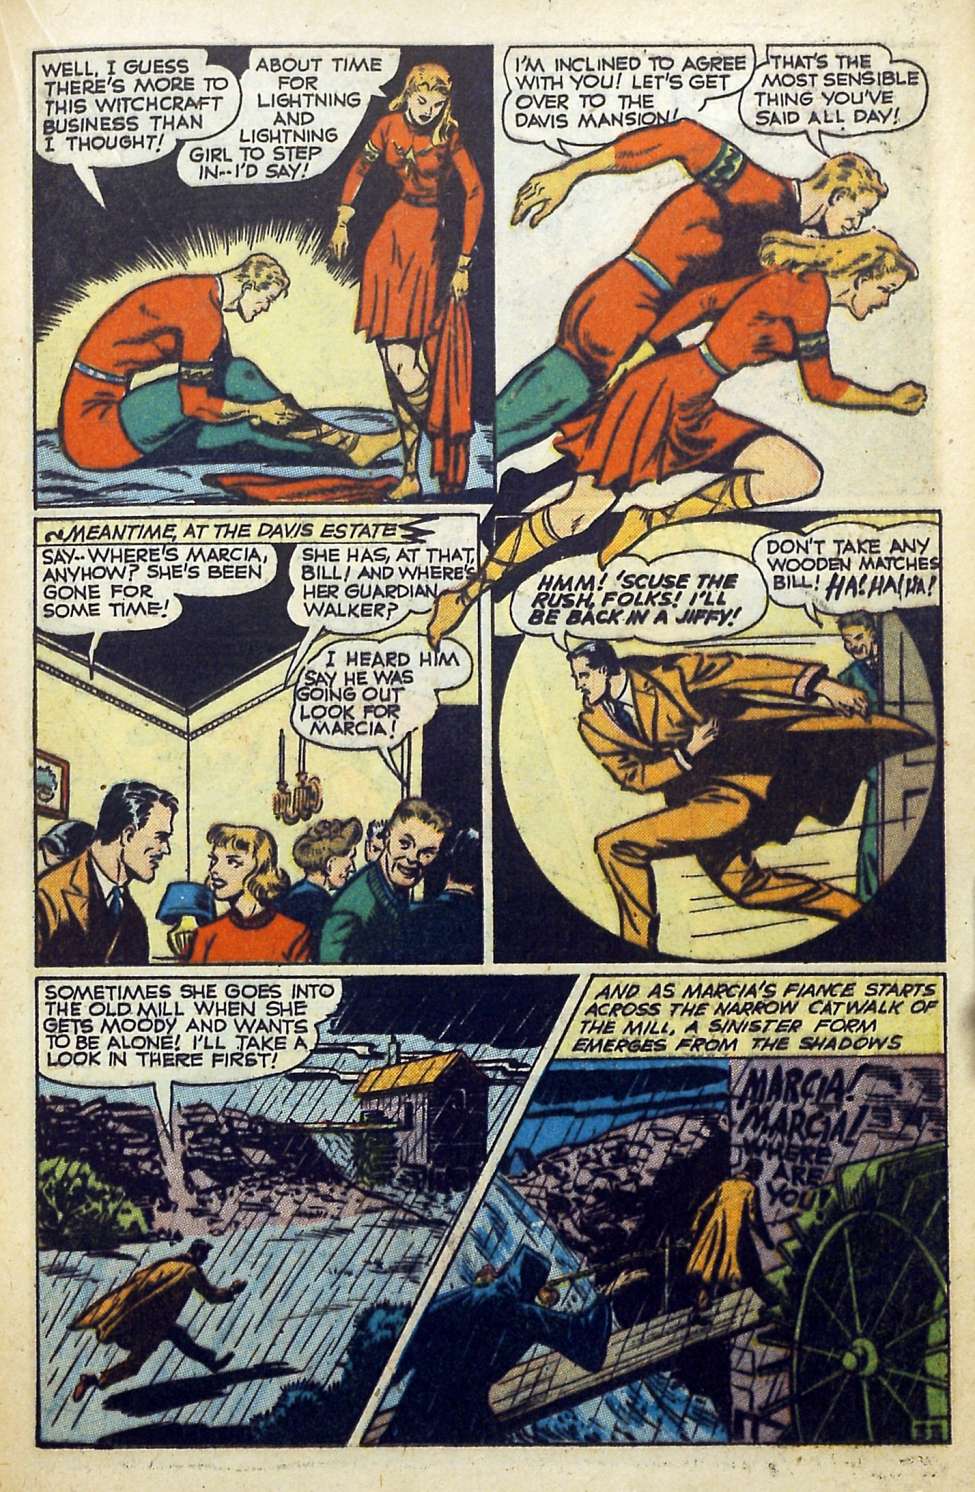 WELL, I GUESS
THERE'S MORE TO
THIS WITCHCRAFT
BUSINESS THAN
I THOUGHT!
ABOUT TIME
FOR
LIGHTNING
AND
LIGHTNING
GIRL TO STEP
IN--I'D SAY!
I'M INCLINED TO AGREE
WITH YOU! LET'S GET
OVER TO THE
DAVIS MANSION!
THAT'S THE
MOST SENSIBLE
THING YOU'VE
SAID ALL DAY!
MEANTIME, AT THE DAVIS ESTATE
SAY--WHERE'S MARCIA,
ANYHOW? SHE'S BEEN
GONE FOR
SOME TIME!
SHE HAS, AT THAT,
BILL! AND WHERE'S
HER GUARDIAN
WALKER?
I HEARD HIM
SAY HE WAS
GOING OUT
LOOK FOR
MARCIA!
HMM! 'SCUSE THE
RUSH, FOLKS! I'LL
BE BACK IN A JIFFY!
DON'T TAKE ANY
WOODEN MATCHES
BILL! HA! HA! HA!
SOMETIMES SHE GOES INTO
THE OLD MILL WHEN SHE
GETS MOODY AND WANTS
TO BE ALONE! I'LL TAKE A
LOOK IN THERE FIRST!
AND AS MARCIA'S FIANCE STARTS
ACROSS THE NARROW CATWALK OF
THE MILL, A SINISTER FORM
EMERGES FROM THE SHADOWS
MARCIA!
MARCIA!
WHERE
ARE
YOU?